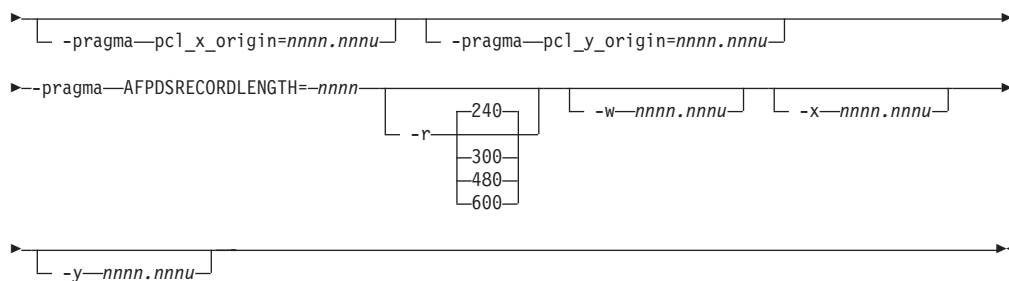 -pragma pcl_x_origin=nnnn.nnnu -pragma pcl_y_origin=nnnn.nnnu
-pragma AFPDSRECORDLENGTH= nnnn -r 240 -w nnnn.nnnu -x nnnn.nnnu
300
480
600
-y nnnn.nnnu